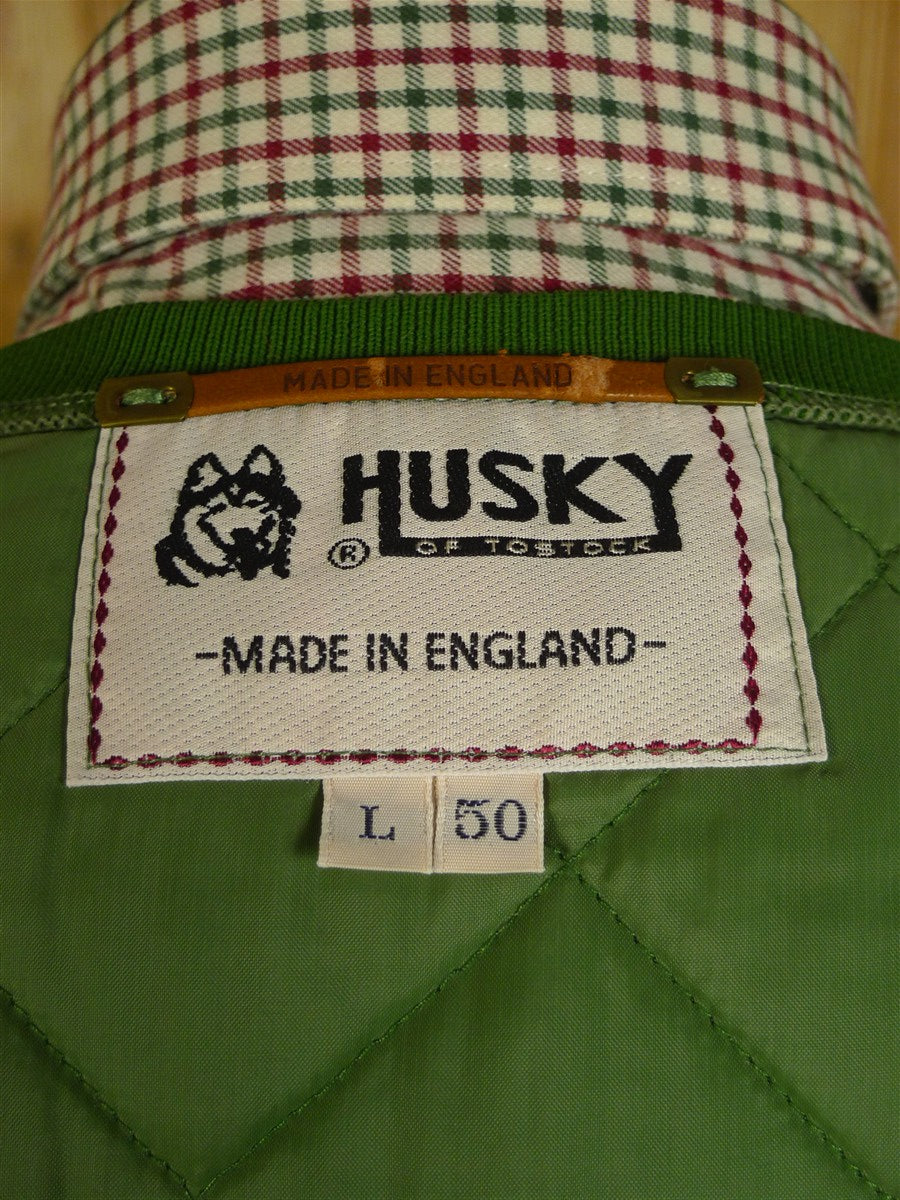 MADE IN ENGLAND
HUSKY
® OF TOSTOCK
-MADE IN ENGLAND-
L 50